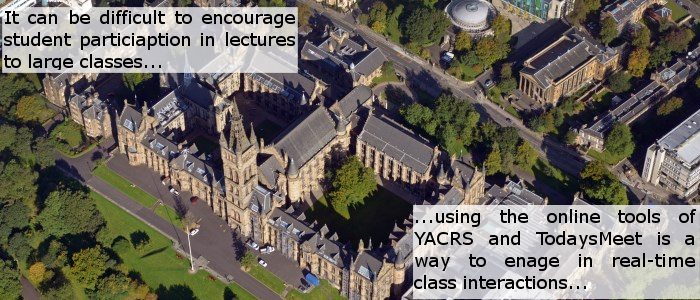 It can be difficult to encourage
student particiaption in lectures
to large classes...
...using the online tools of
YACRS and TodaysMeet is a
way to enage in real-time
class interactions...